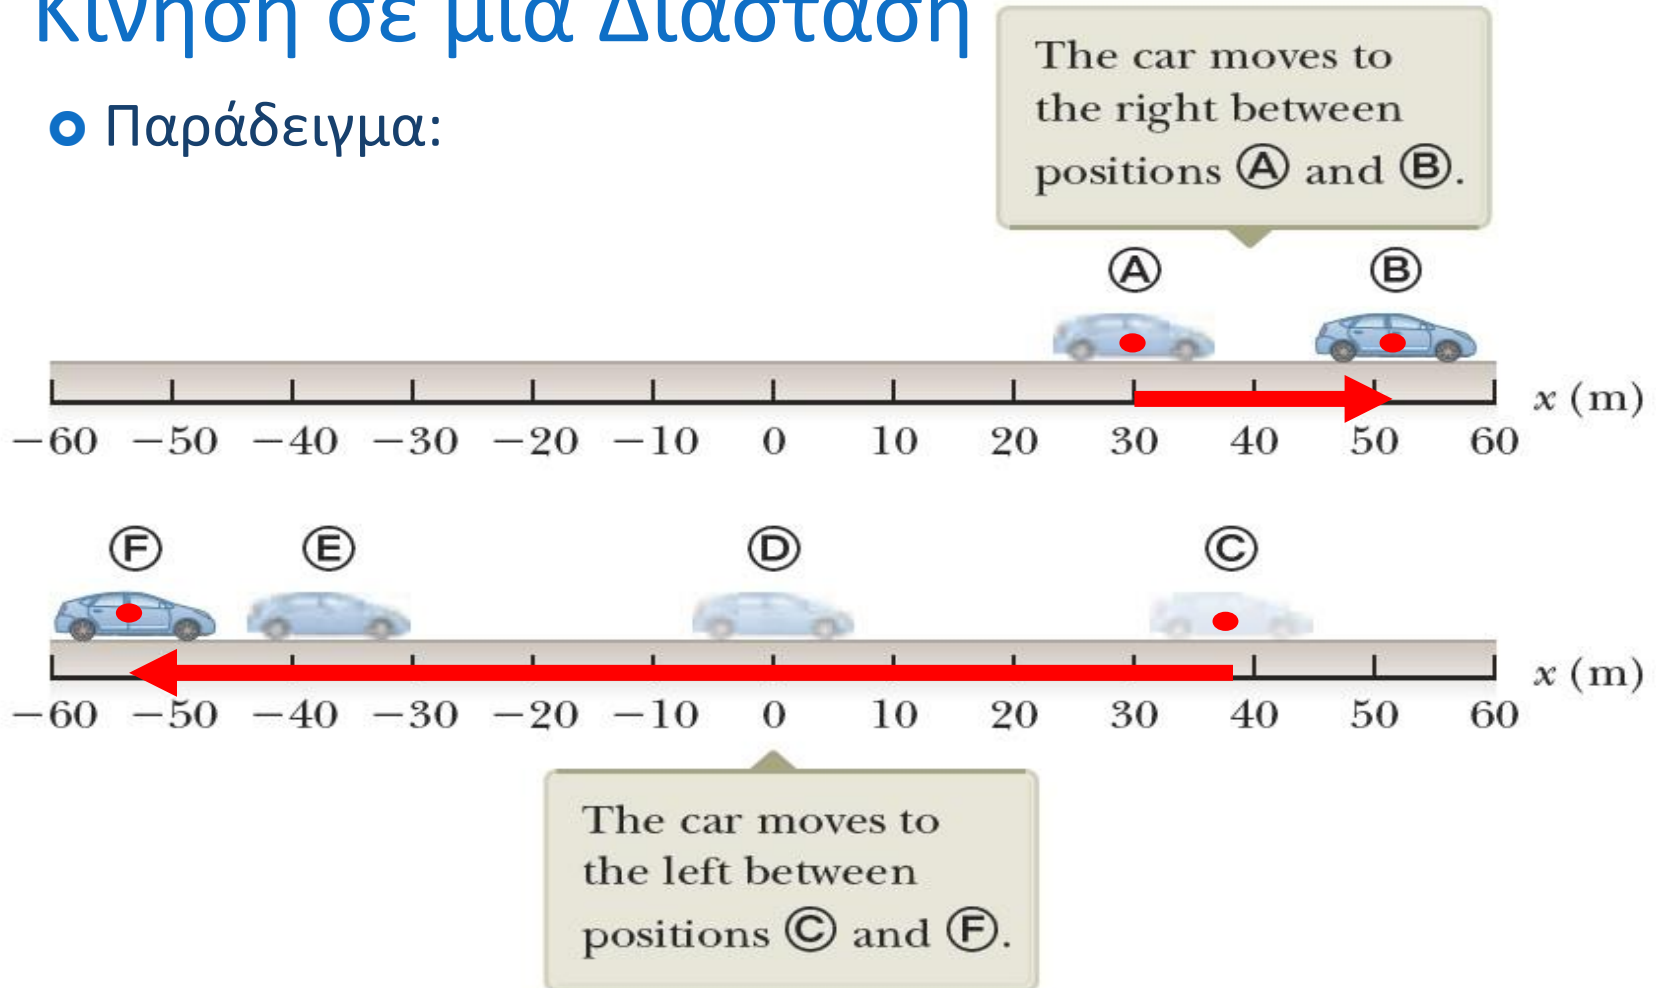 Κίνηση σε μια Διάσταση
Παράδειγμα:
The car moves to
the right between
positions Ⓐ and Ⓑ.
Ⓐ Ⓑ
x (m)
−60 −50 −40 −30 −20 −10 0 10 20 30 40 50 60
Ⓕ Ⓔ Ⓓ Ⓒ
x (m)
−60 −50 −40 −30 −20 −10 0 10 20 30 40 50 60
The car moves to
the left between
positions Ⓒ and Ⓕ.